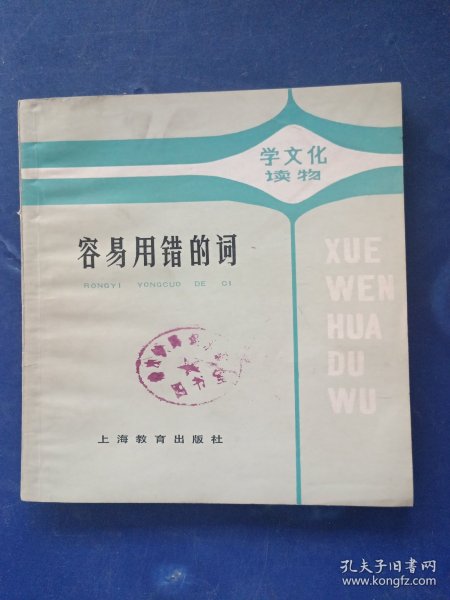 学文化
读物
容易用错的词
RONGYI YONGCUO DE CI
XUE
WEN
HUA
DU
WU
上海教育出版社
孔夫子旧书网
www.kongfz.com